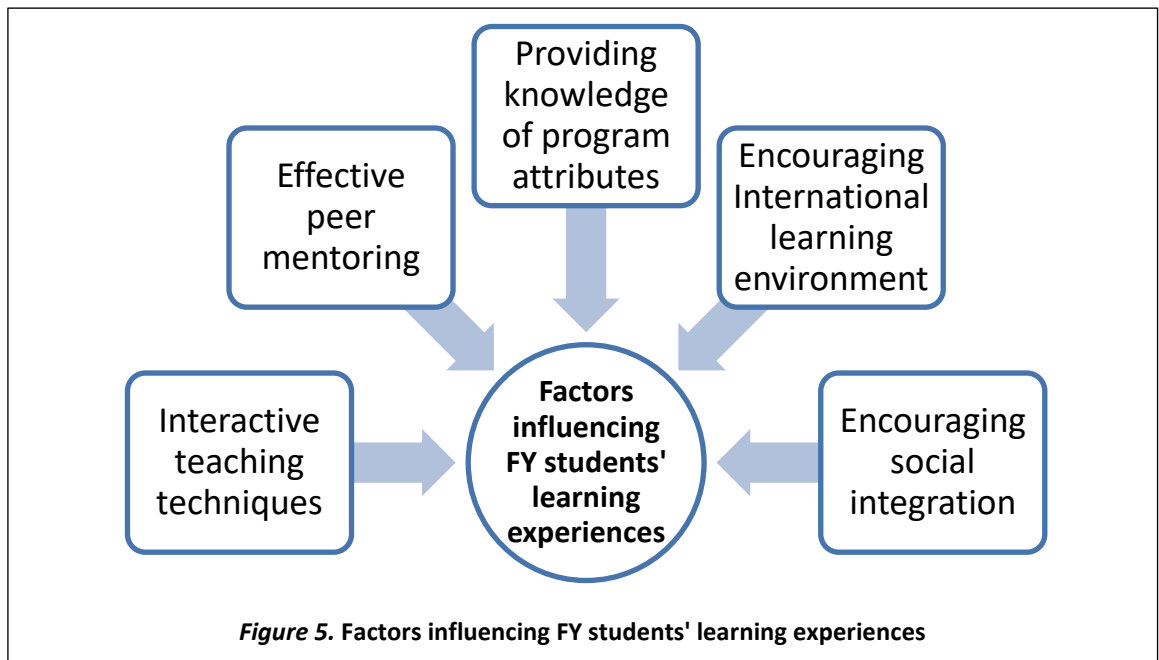 Providing
knowledge
of program
attributes
Effective
peer
mentoring
Encouraging
International
learning
environment
Interactive
teaching
techniques
Factors
influencing
FY students'
learning
experiences
Encouraging
social
integration
Figure 5. Factors influencing FY students' learning experiences